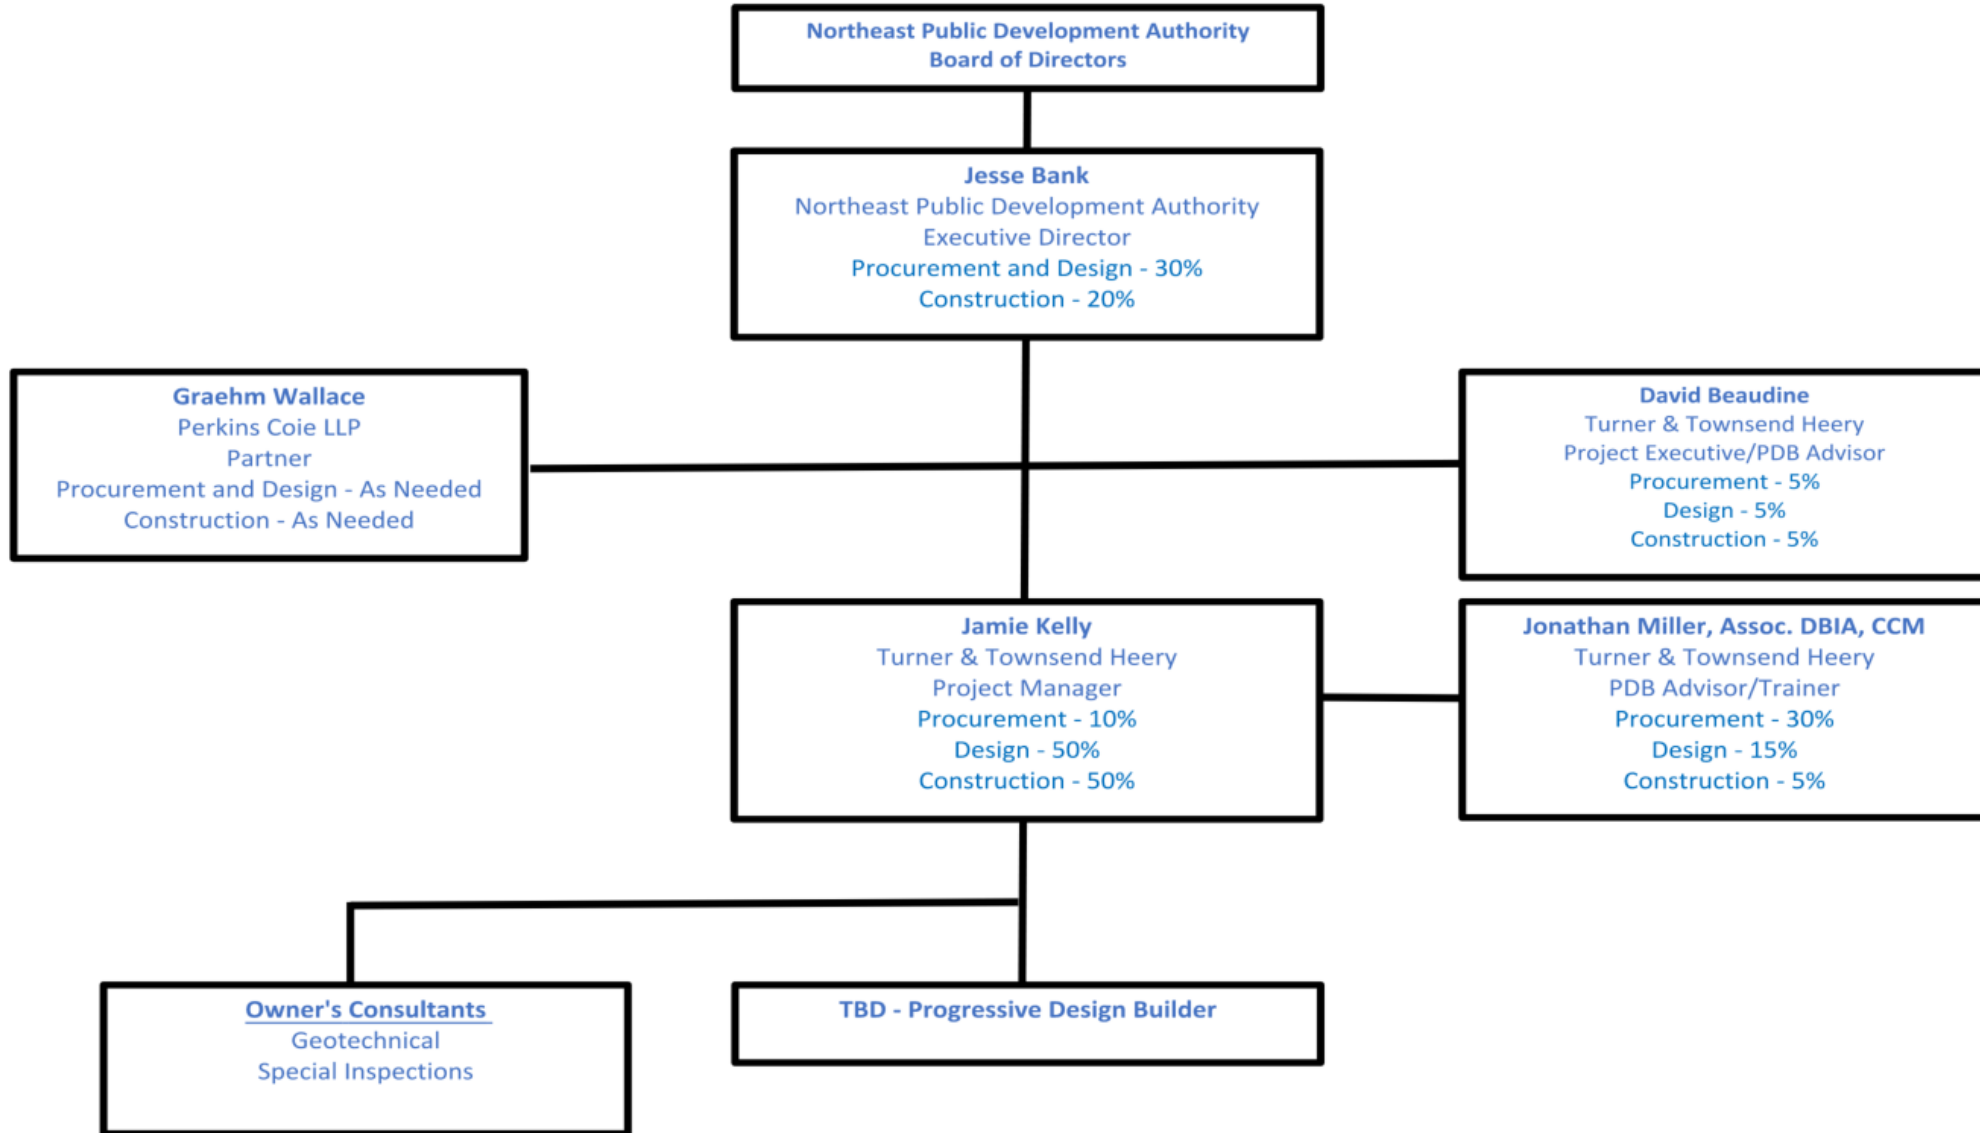 Northeast Public Development Authority
Board of Directors
Jesse Bank
Northeast Public Development Authority
Executive Director
Procurement and Design - 30%
Construction - 20%
Graehm Wallace
Perkins Coie LLP
Partner
Procurement and Design - As Needed
Construction - As Needed
David Beaudine
Turner & Townsend Heery
Project Executive/PDB Advisor
Procurement - 5%
Design - 5%
Construction - 5%
Jamie Kelly
Turner & Townsend Heery
Project Manager
Procurement - 10%
Design - 50%
Construction - 50%
Jonathan Miller, Assoc. DBIA, CCM
Turner & Townsend Heery
PDB Advisor/Trainer
Procurement - 30%
Design - 15%
Construction - 5%
Owner's Consultants
Geotechnical
Special Inspections
TBD - Progressive Design Builder